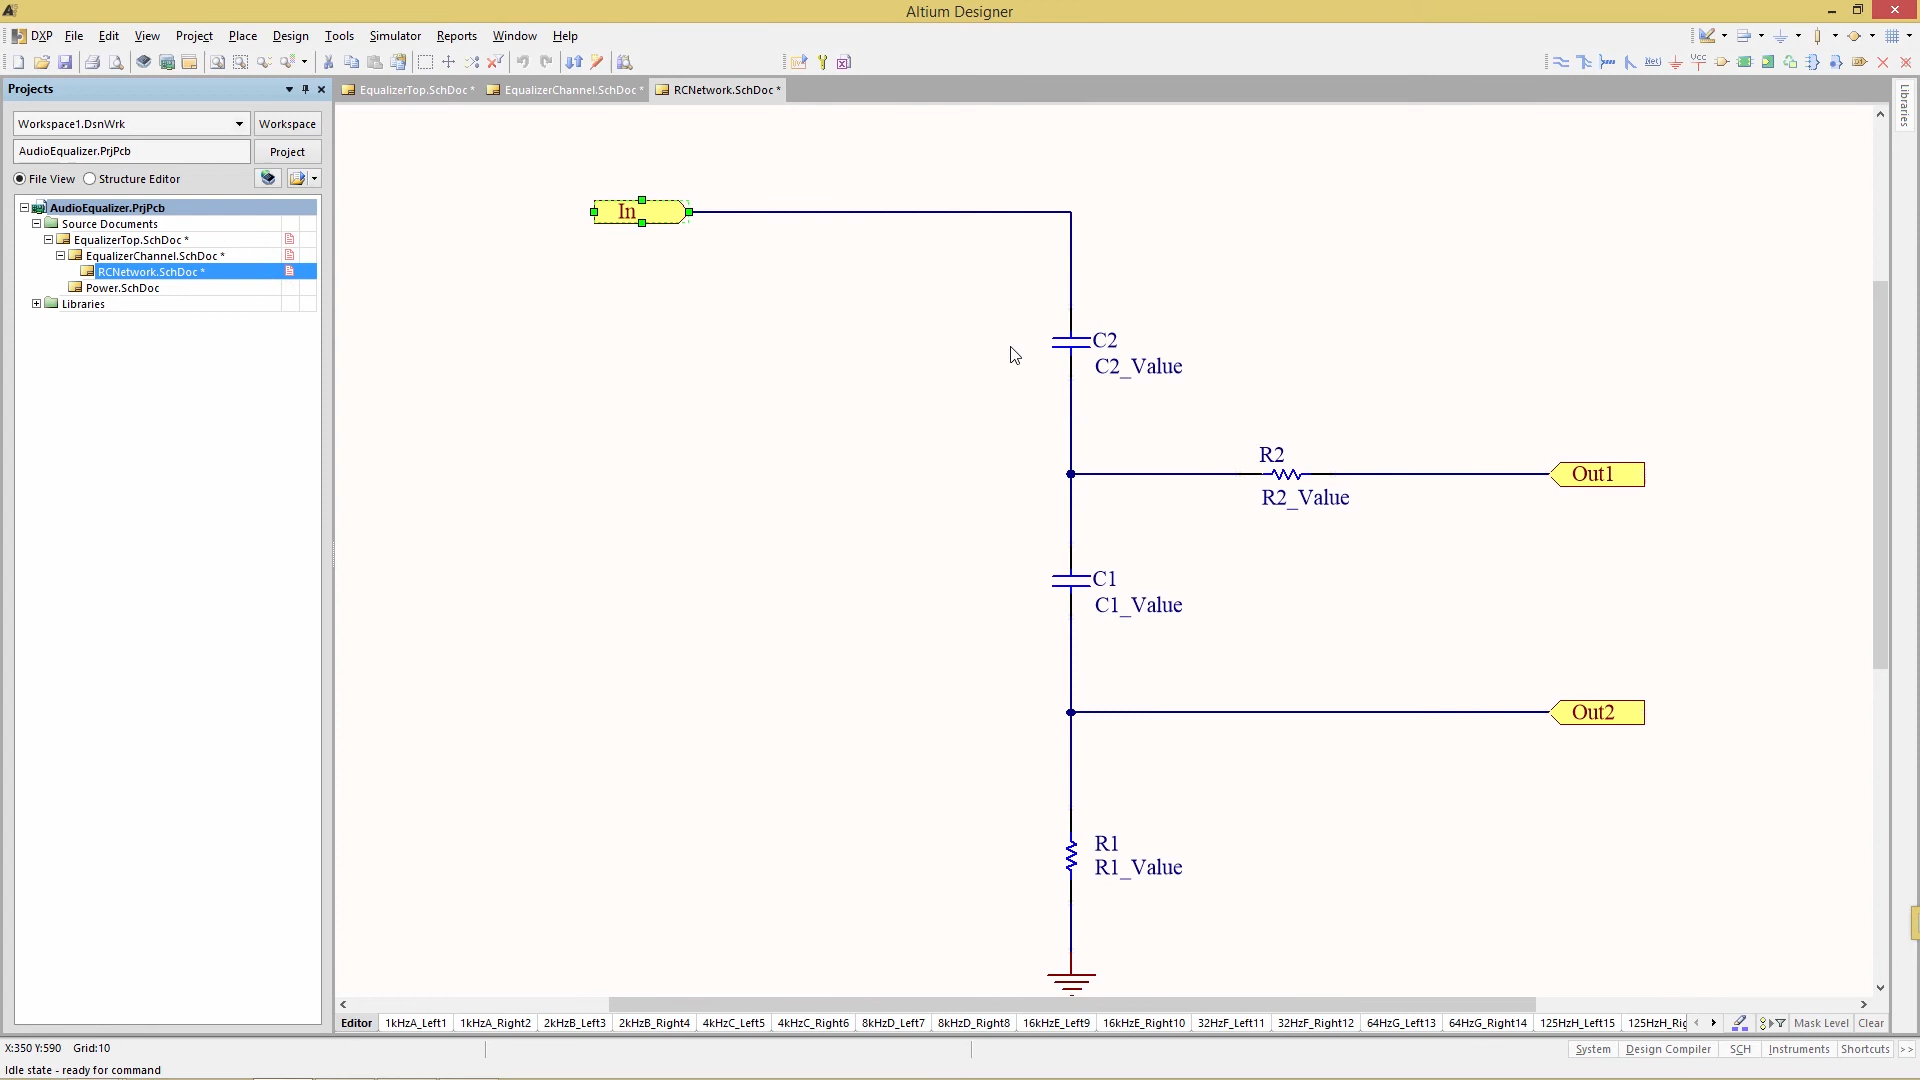 Altium Designer
DXP File Edit View Project Place Design Tools Simulator Reports Window Help
Projects
EqualizerTop.SchDoc * EqualizerChannel.SchDoc * RCNetwork.SchDoc *
Workspace1.DsnWrk Workspace
AudioEqualizer.PrjPcb Project
File View Structure Editor
AudioEqualizer.PrjPcb
Source Documents
EqualizerTop.SchDoc *
EqualizerChannel.SchDoc *
RCNetwork.SchDoc *
Power.SchDoc
Libraries
Net)
Vcc
Libraries
In
C2
C2_Value
R2
R2_Value
Out1
C1
C1_Value
Out2
R1
R1_Value
Editor 1kHzA_Left1 1kHzA_Right2 2kHzB_Left3 2kHzB_Right4 4kHzC_Left5 4kHzC_Right6 8kHzD_Left7 8kHzD_Right8 16kHzE_Left9 16kHzE_Right10 32HzF_Left11 32HzF_Right12 64HzG_Left13 64HzG_Right14 125HzH_Left15 125HzH_Rig Mask Level Clear
X:350 Y:590 Grid:10
System Design Compiler SCH Instruments Shortcuts >>
Idle state - ready for command